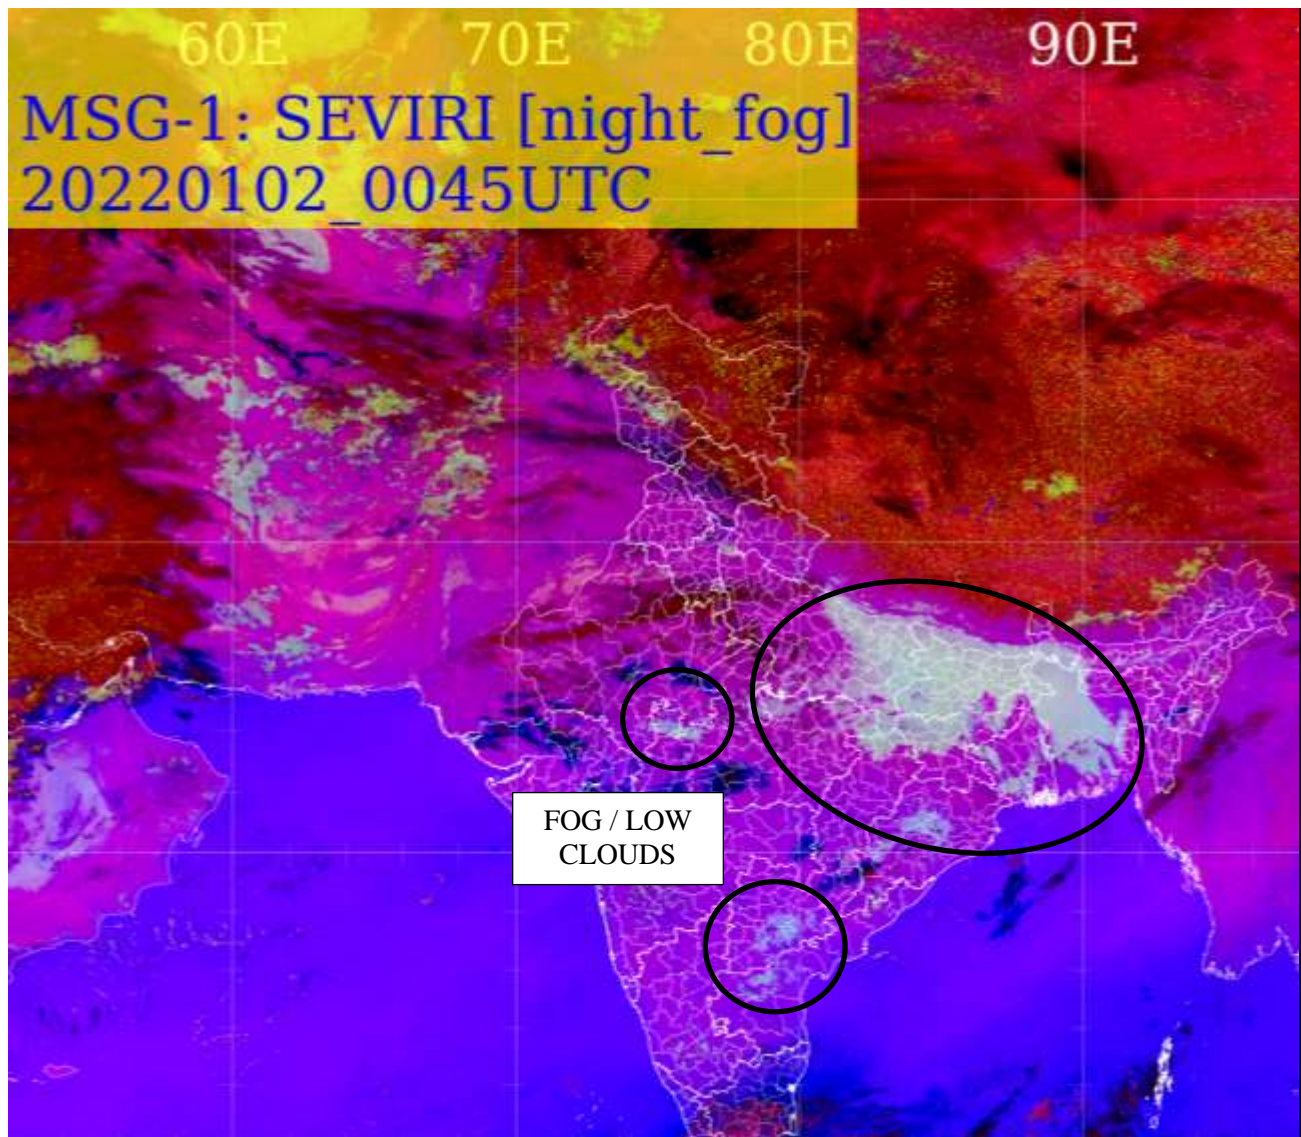 60E 70E 80E 90E
MSG-1: SEVIRI [night_fog]
20220102_0045UTC
FOG / LOW
CLOUDS